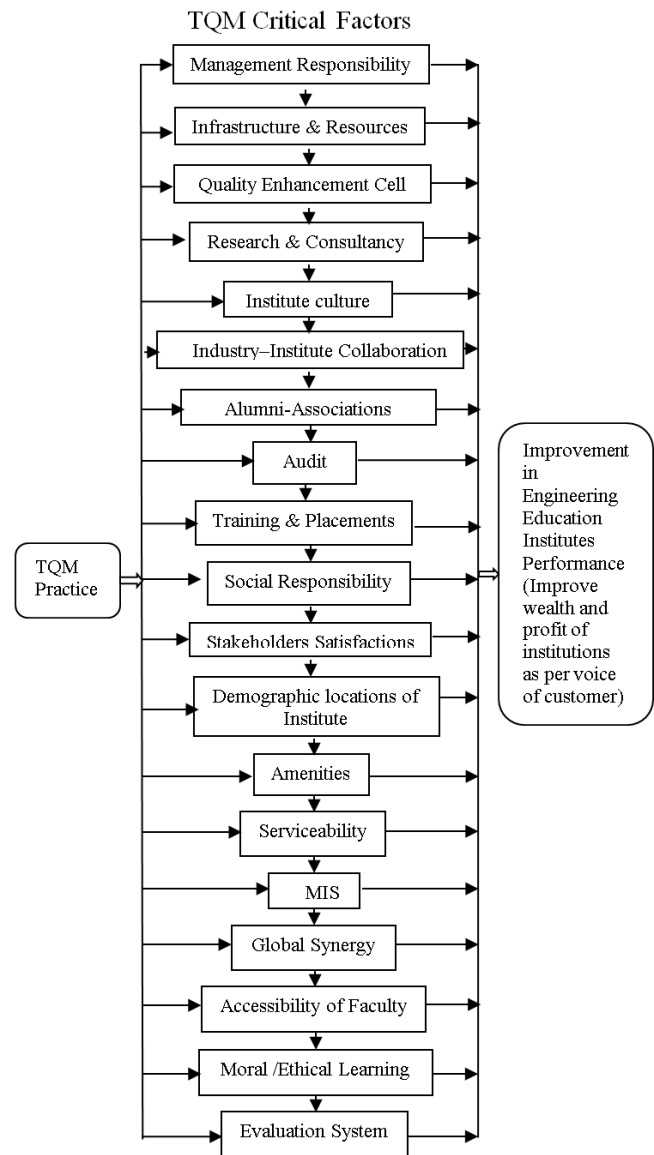 TQM Critical Factors
Management Responsibility
Infrastructure & Resources
Quality Enhancement Cell
Research & Consultancy
Institute culture
Industry–Institute Collaboration
Alumni-Associations
Audit
Training & Placements
Social Responsibility
Stakeholders Satisfactions
Demographic locations of
Institute
Amenities
Serviceability
MIS
Global Synergy
Accessibility of Faculty
Moral /Ethical Learning
Evaluation System
TQM
Practice
Improvement
in
Engineering
Education
Institutes
Performance
(Improve
wealth and
profit of
institutions
as per voice
of customer)